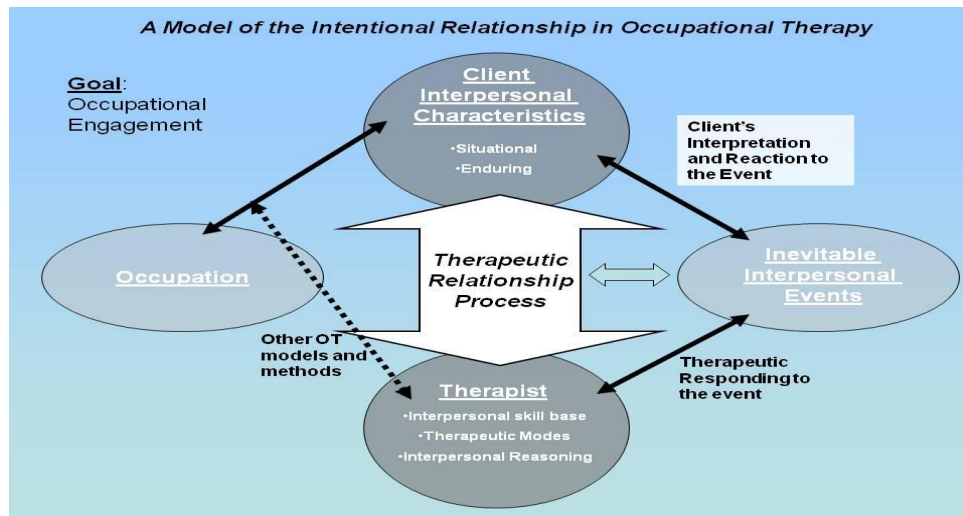 A Model of the Intentional Relationship in Occupational Therapy
Goal:
Occupational
Engagement
Client
Interpersonal
Characteristics
•Situational
•Enduring
Client's
Interpretation
and Reaction to
the Event
Occupation
Therapeutic
Relationship
Process
Inevitable
Interpersonal
Events
Other OT
models and
methods
Therapist
•Interpersonal skill base
•Therapeutic Modes
•Interpersonal Reasoning
Therapeutic
Responding to
the event